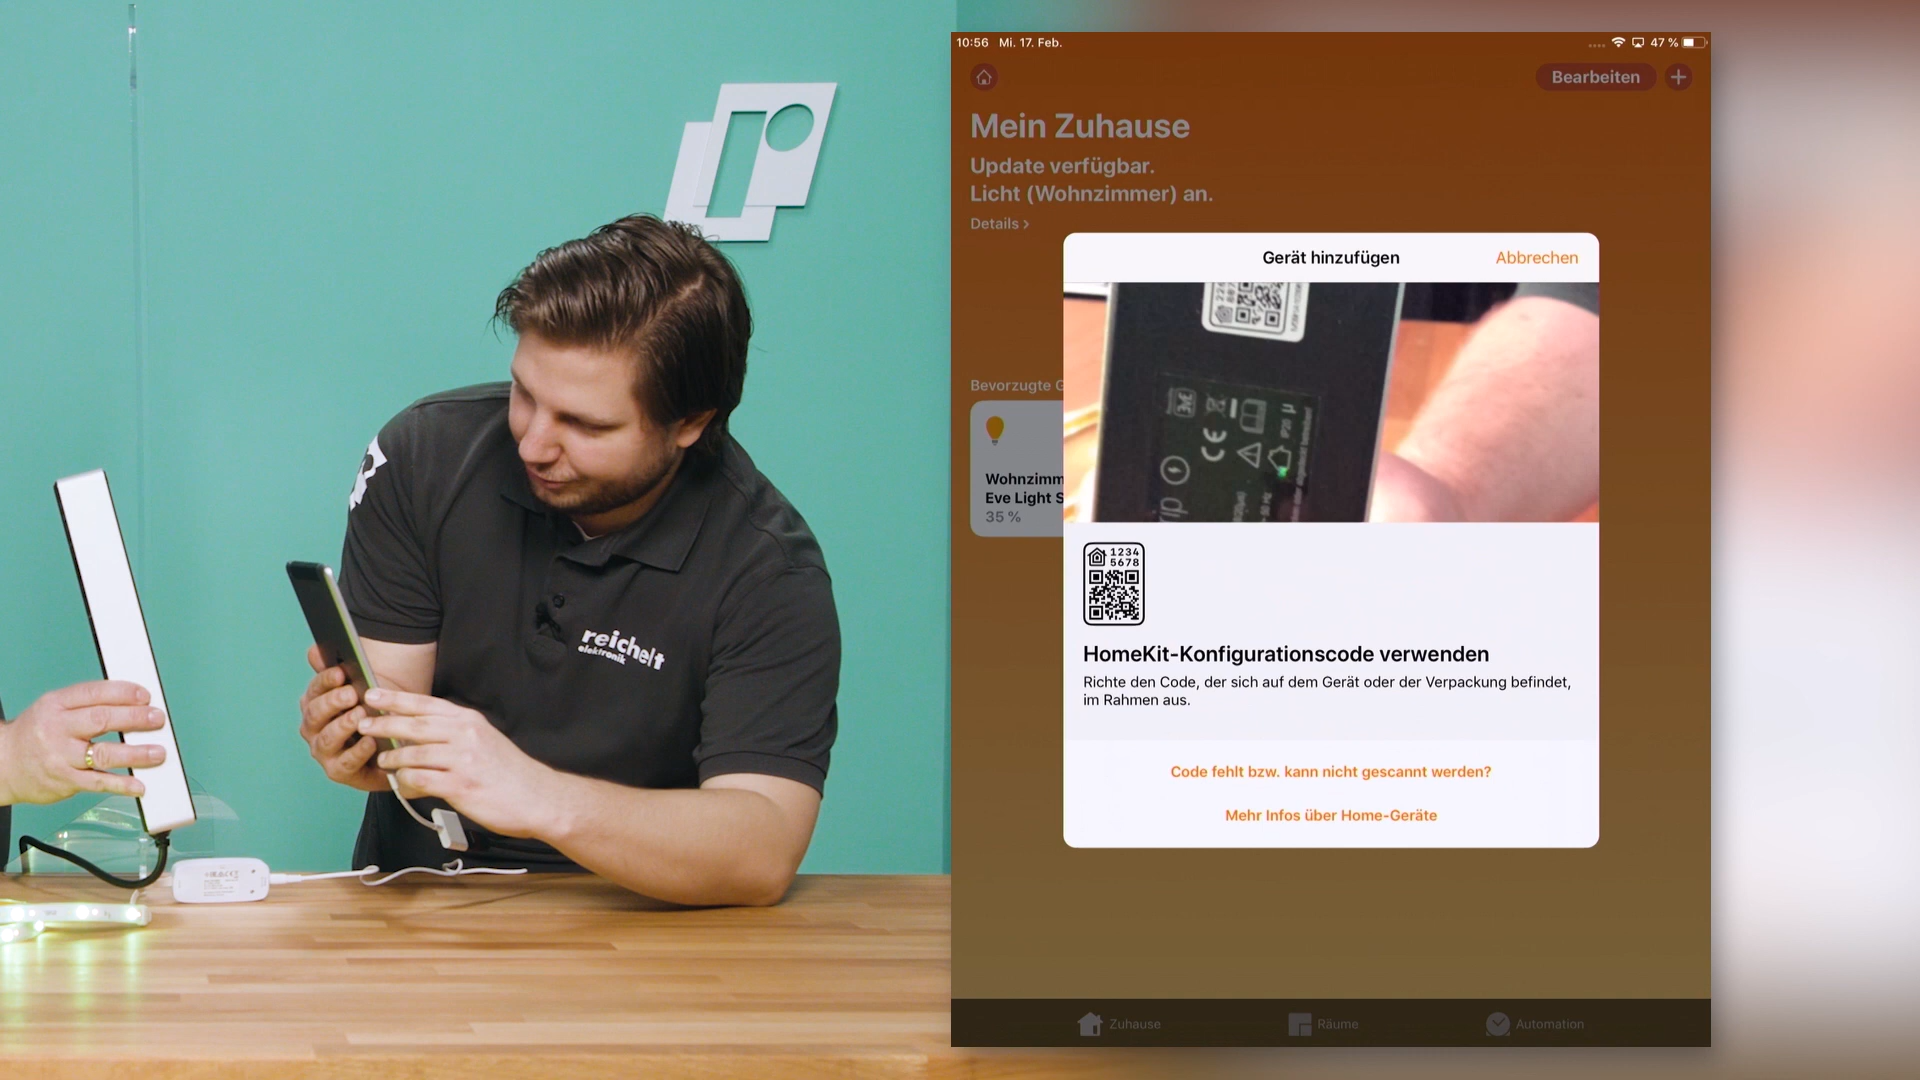 10:56 Mi. 17. Feb.
47 %
Bearbeiten
Mein Zuhause
Update verfügbar.
Licht (Wohnzimmer) an.
Details
Gerät hinzufügen
Abbrechen
Bevorzugte G
Wohnzimm
Eve Light S
35 %
CE
IP20
1234
5678
HomeKit-Konfigurationscode verwenden
Richte den Code, der sich auf dem Gerät oder der Verpackung befindet,
im Rahmen aus.
Code fehlt bzw. kann nicht gescannt werden?
Mehr Infos über Home-Geräte
Zuhause
Räume
Automation
reichelt
elektronik